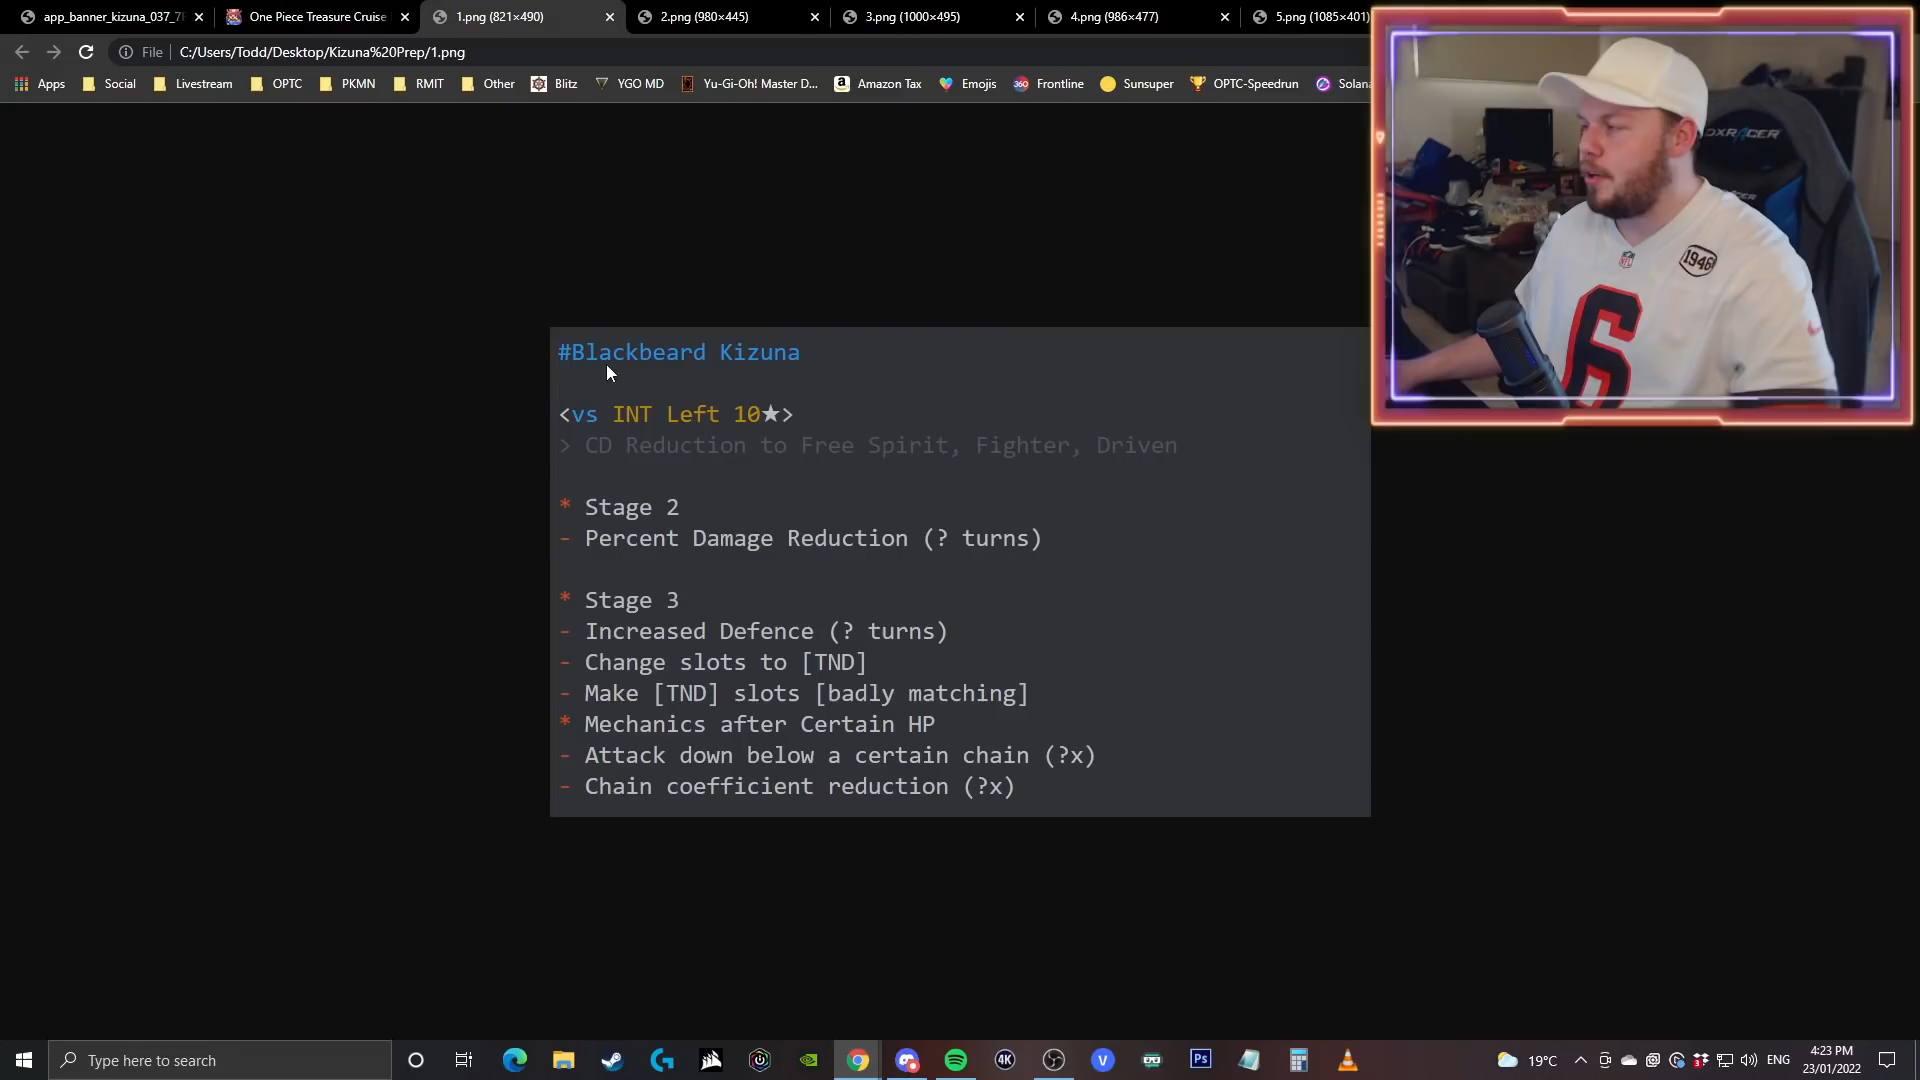 app_banner_kizuna_037_7
One Piece Treasure Cruise
1.png (821×490)
2.png (980×445)
3.png (1000×495)
4.png (986×477)
5.png (1085×401)
File
C:/Users/Todd/Desktop/Kizuna%20Prep/1.png
Apps
Social
Livestream
OPTC
PKMN
RMIT
Other
Blitz
YGO MD
Yu-Gi-Oh! Master D...
Amazon Tax
Emojis
360
Frontline
Sunsuper
OPTC-Speedrun
Solana
DXRACER
NFL
1946
6
#Blackbeard Kizuna
<vs INT Left 10★>
> CD Reduction to Free Spirit, Fighter, Driven
* Stage 2
- Percent Damage Reduction (? turns)
* Stage 3
- Increased Defence (? turns)
- Change slots to [TND]
- Make [TND] slots [badly matching]
* Mechanics after Certain HP
- Attack down below a certain chain (?x)
- Chain coefficient reduction (?x)
Type here to search
4K
V
Ps
19°C
ENG
4:23 PM
23/01/2022